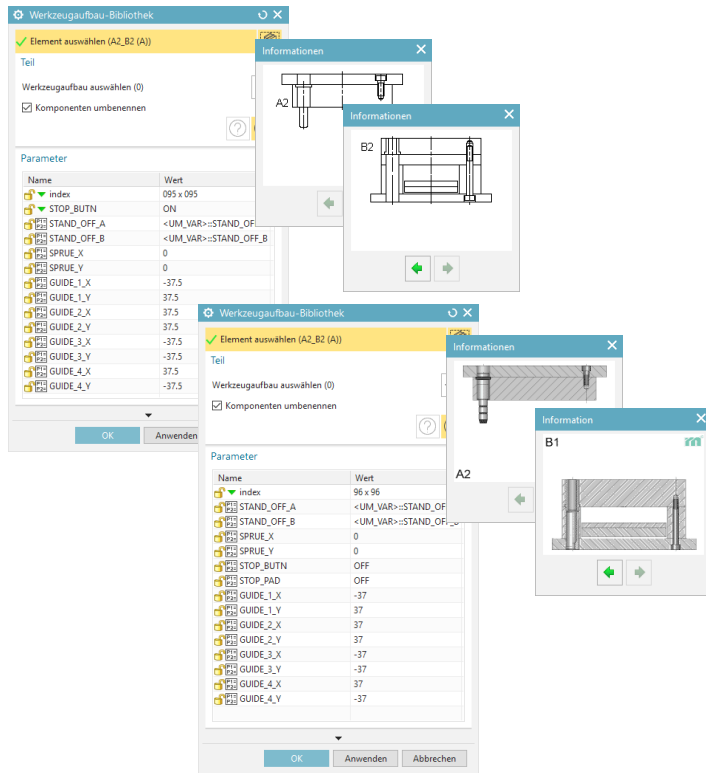 Werkzeugaufbau-Bibliothek
Element auswählen (A2_B2 (A))
Teil
Werkzeugaufbau auswählen (0)
Komponenten umbenennen
Parameter
Name Wert
index 095 x 095
STOP_BUTN ON
STAND_OFF_A <UM_VAR>::STAND_OF
STAND_OFF_B <UM_VAR>::STAND_OFF_B
SPRUE_X 0
SPRUE_Y 0
GUIDE_1_X -37.5
GUIDE_1_Y 37.5
GUIDE_2_X 37.5
GUIDE_2_Y 37.5
GUIDE_3_X -37.5
GUIDE_3_Y -37.5
GUIDE_4_X 37.5
GUIDE_4_Y -37.5
OK Anwenden
Informationen
A2
Informationen
B2
Werkzeugaufbau-Bibliothek
Element auswählen (A2_B2 (A))
Teil
Werkzeugaufbau auswählen (0)
Komponenten umbenennen
Parameter
Name Wert
index 96 x 96
STAND_OFF_A <UM_VAR>::STAND_OF
STAND_OFF_B <UM_VAR>::STAND_OFF_B
SPRUE_X 0
SPRUE_Y 0
STOP_BUTN OFF
STOP_PAD OFF
GUIDE_1_X -37
GUIDE_1_Y 37
GUIDE_2_X 37
GUIDE_2_Y 37
GUIDE_3_X -37
GUIDE_3_Y -37
GUIDE_4_X 37
GUIDE_4_Y -37
OK Anwenden Abbrechen
Informationen
A2
Information
B1
m